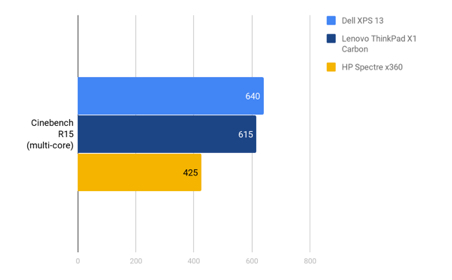 Dell XPS 13
Lenovo ThinkPad X1
Carbon
HP Spectre x360
640
Cinebench
R15
(multi-core)
615
425
0 200 400 600 800